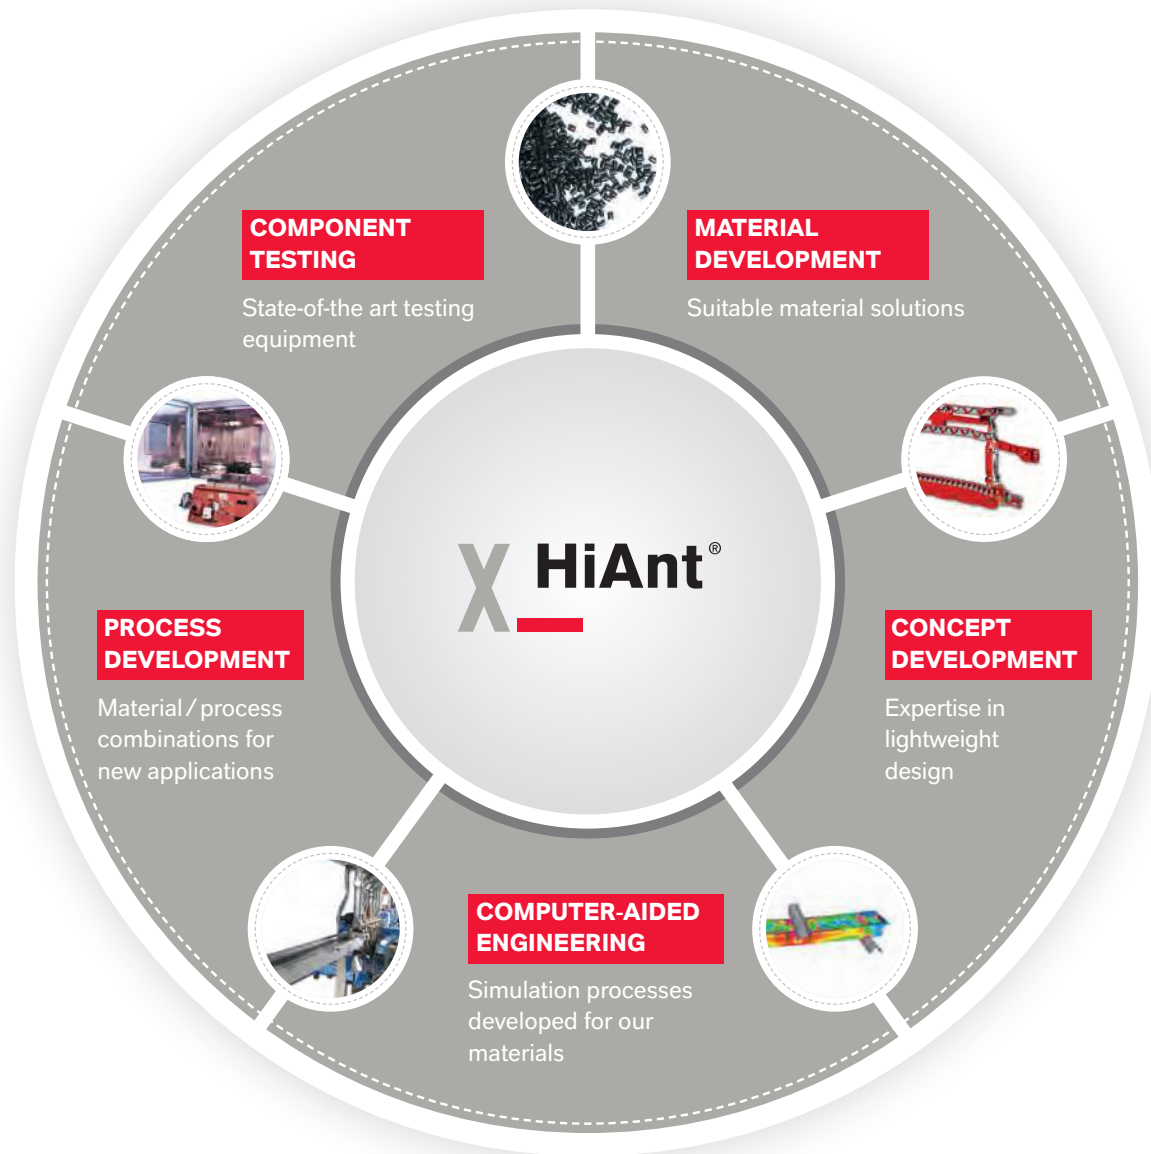 COMPONENT
TESTING
State-of-the art testing
equipment
MATERIAL
DEVELOPMENT
Suitable material solutions
X HiAnt®
PROCESS
DEVELOPMENT
Material / process
combinations for
new applications
CONCEPT
DEVELOPMENT
Expertise in
lightweight
design
COMPUTER-AIDED
ENGINEERING
Simulation processes
developed for our
materials